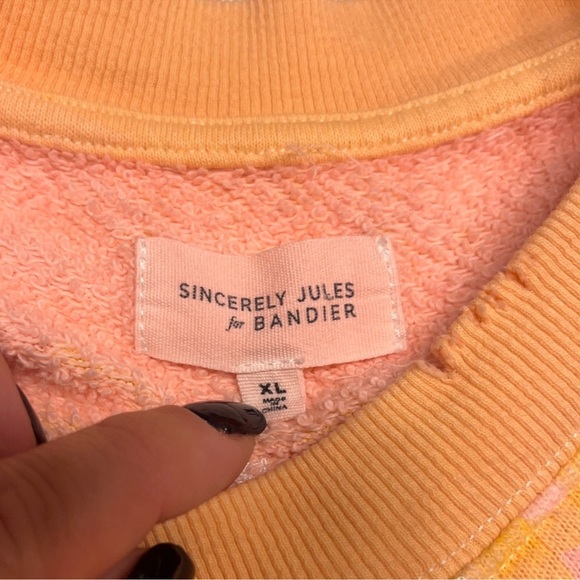 SINCERELY JULES
for BANDIER
XL
MADE
IN
CHINA